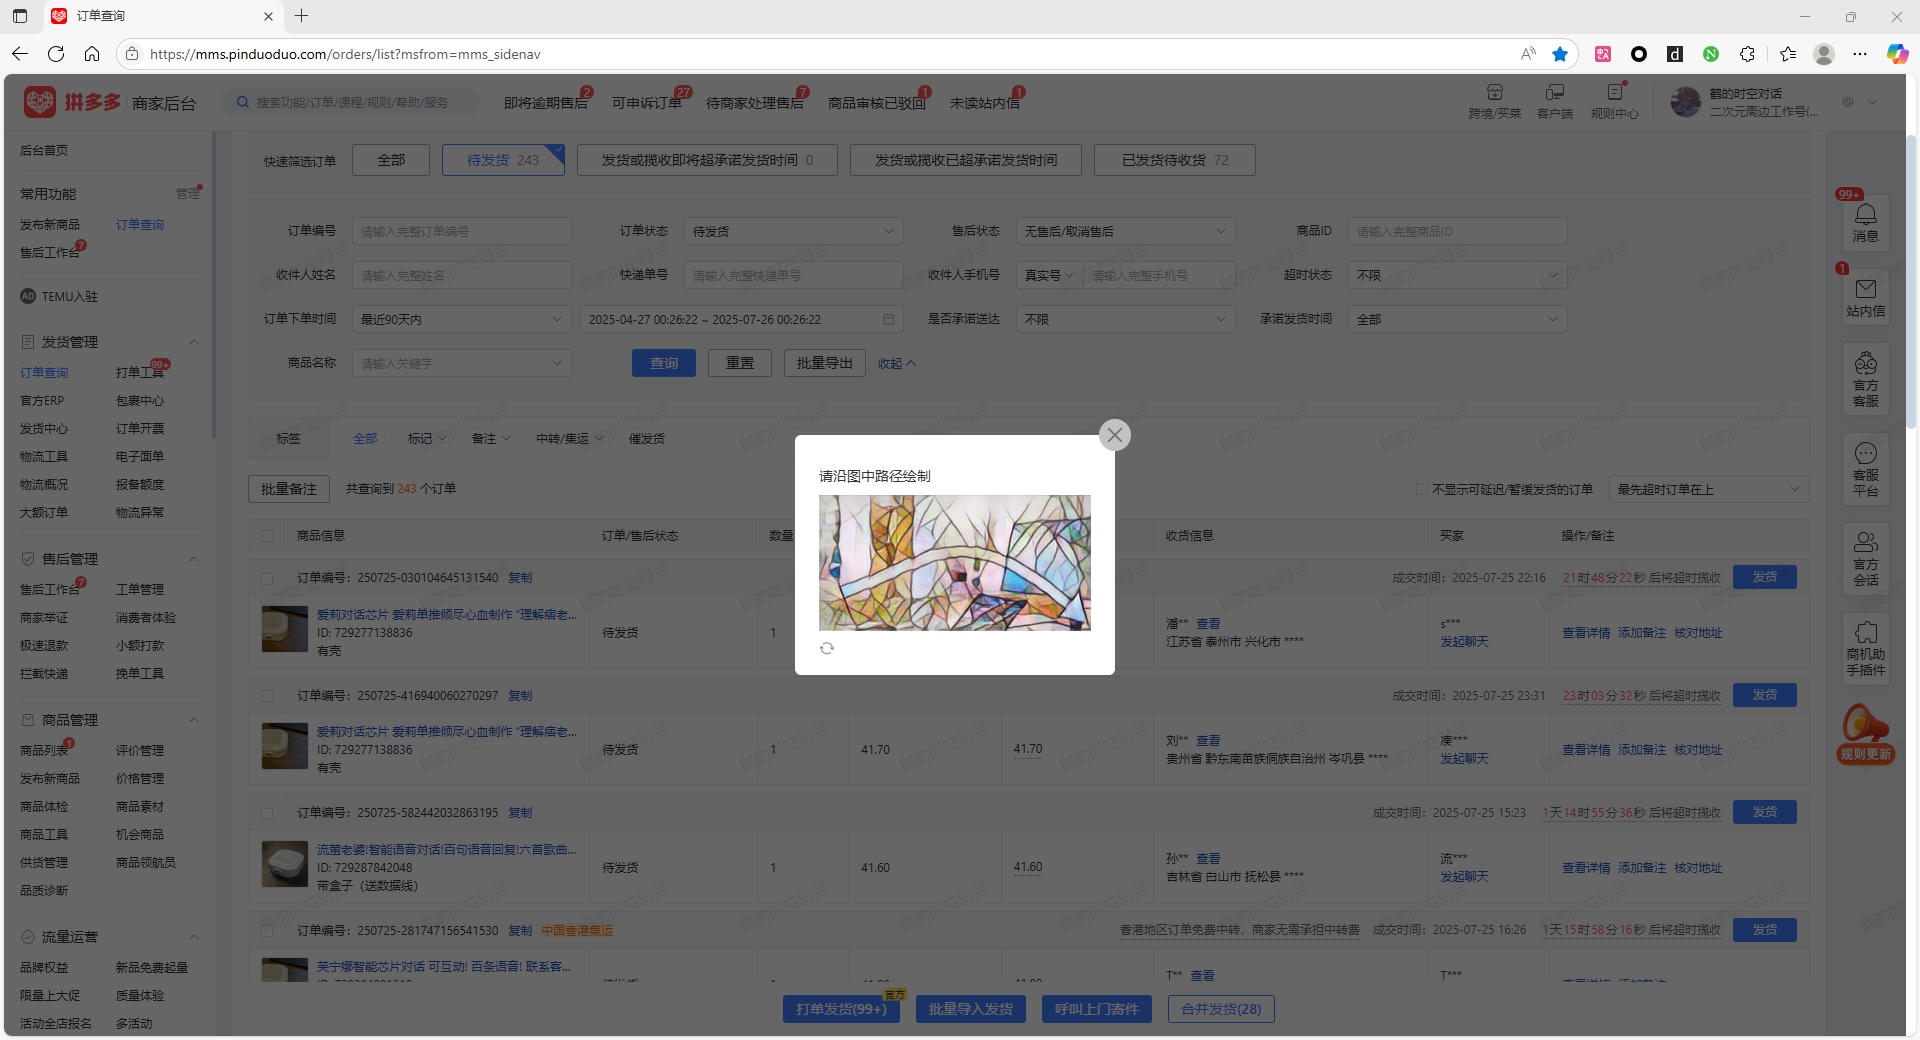 订单查询
https://mms.pinduoduo.com/orders/list?msfrom=mms_sidenav
拼多多 商家后台
搜索功能/订单/课程/规则/帮助/服务
即将逾期售后 2 可申诉订单 27 待商家处理售后 7 商品审核已驳回 1 未读站内信 1
跨境/买菜 客户端 规则中心
鹤的时空对话
二次元周边工作号(...
后台首页
常用功能 管理
发布新商品 订单查询
售后工作台 7
AD TEMU入驻
发货管理
订单查询 打单工具 99+
官方ERP 包裹中心
发货中心 订单开票
物流工具 电子面单
物流概况 报备额度
大额订单 物流异常
售后管理
售后工作台 7 工单管理
商家举证 消费者体验
极速退款 小额打款
拦截快递 挽单工具
商品管理
商品列表 1 评价管理
发布新商品 价格管理
商品体检 商品素材
商品工具 机会商品
供货管理 商品领航员
品质诊断
流量运营
品牌权益 新品免费起量
限量上大促 质量体验
活动全店报名 多活动
快速筛选订单 全部 待发货 243 发货或揽收即将超承诺发货时间 0 发货或揽收已超承诺发货时间 已发货待收货 72
订单编号 请输入完整订单编号 订单状态 待发货 售后状态 无售后/取消售后 商品ID 请输入完整商品ID
收件人姓名 请输入完整姓名 快递单号 请输入完整快递单号 收件人手机号 真实号 请输入完整手机号 超时状态 不限
订单下单时间 最近90天内 2025-04-27 00:26:22 ~ 2025-07-26 00:26:22 是否承诺送达 不限 承诺发货时间 全部
商品名称 请输入关键字 查询 重置 批量导出 收起
标签 全部 标记 备注 中转/集运 催发货
批量备注 共查询到 243 个订单 不显示可延迟/暂缓发货的订单 最先超时订单在上
商品信息 订单/售后状态 数量 收货信息 买家 操作/备注
订单编号：250725-030104645131540 复制 成交时间：2025-07-25 22:16 21时48分22秒 后将超时揽收 发货
爱莉对话芯片 爱莉单推倾尽心血制作 "理解痞老...
ID: 729277138836
有壳
待发货 1
潘** 查看
江苏省 泰州市 兴化市 ****
s***
发起聊天
查看详情 添加备注 核对地址
订单编号：250725-416940060270297 复制 成交时间：2025-07-25 23:31 23时03分32秒 后将超时揽收 发货
爱莉对话芯片 爱莉单推倾尽心血制作 "理解痞老...
ID: 729277138836
有壳
待发货 1 41.70 41.70
刘** 查看
贵州省 黔东南苗族侗族自治州 岑巩县 ****
凑***
发起聊天
查看详情 添加备注 核对地址
订单编号：250725-582442032863195 复制 成交时间：2025-07-25 15:23 1天14时55分36秒 后将超时揽收 发货
流萤老婆!智能语音对话!百句语音回复!六首歌曲...
ID: 729287842048
带盒子（送数据线）
待发货 1 41.60 41.60
孙** 查看
吉林省 白山市 抚松县 ****
流***
发起聊天
查看详情 添加备注 核对地址
订单编号：250725-281747156541530 复制 中国香港集运 香港地区订单免费中转，商家无需承担中转费 成交时间：2025-07-25 16:26 1天15时58分16秒 后将超时揽收 发货
芙宁娜智能芯片对话 可互动! 百条语音! 联系客...
T** 查看
T***
打单发货(99+) 官方 批量导入发货 呼叫上门寄件 合并发货(28)
请沿图中路径绘制
99+
消息
1
站内信
官方
客服
客服
平台
官方
会话
商机助
手插件
规则更新